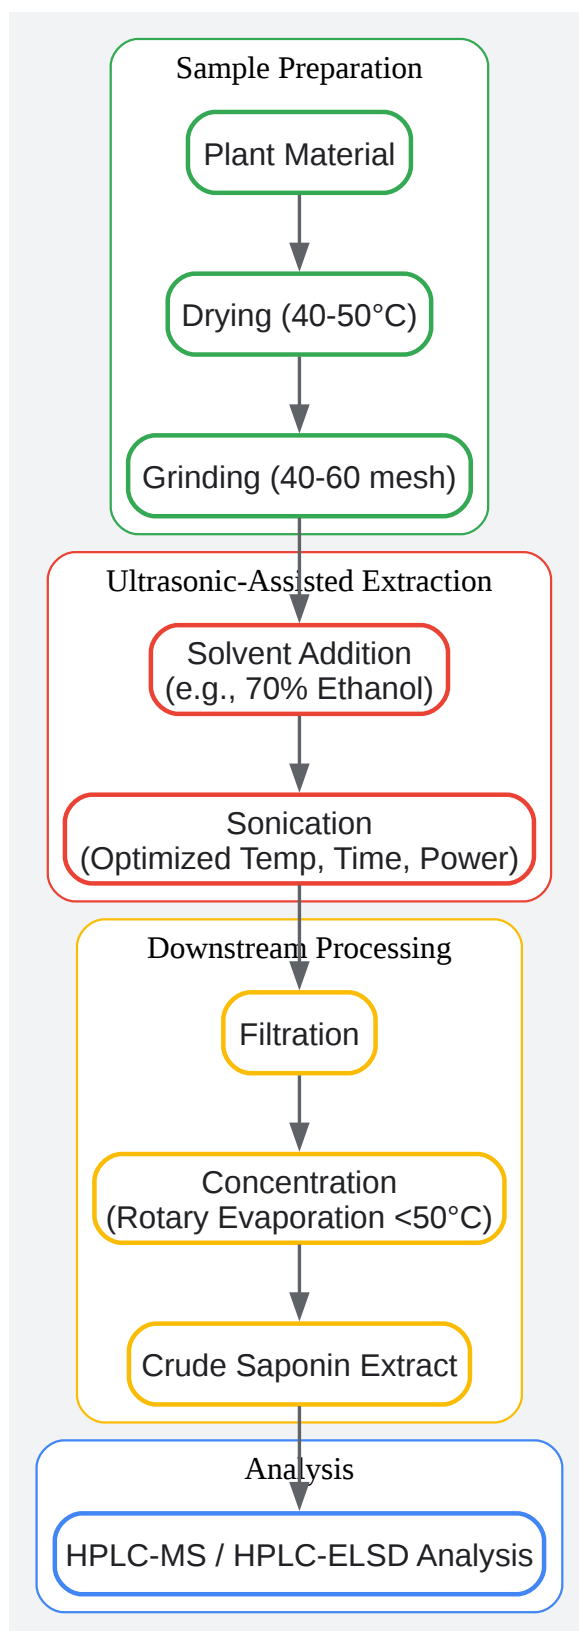 Sample Preparation
Plant Material
Drying (40-50°C)
Grinding (40-60 mesh)
Ultrasonic-Assisted Extraction
Solvent Addition
(e.g., 70% Ethanol)
Sonication
(Optimized Temp, Time, Power)
Downstream Processing
Filtration
Concentration
(Rotary Evaporation <50°C)
Crude Saponin Extract
Analysis
HPLC-MS / HPLC-ELSD Analysis